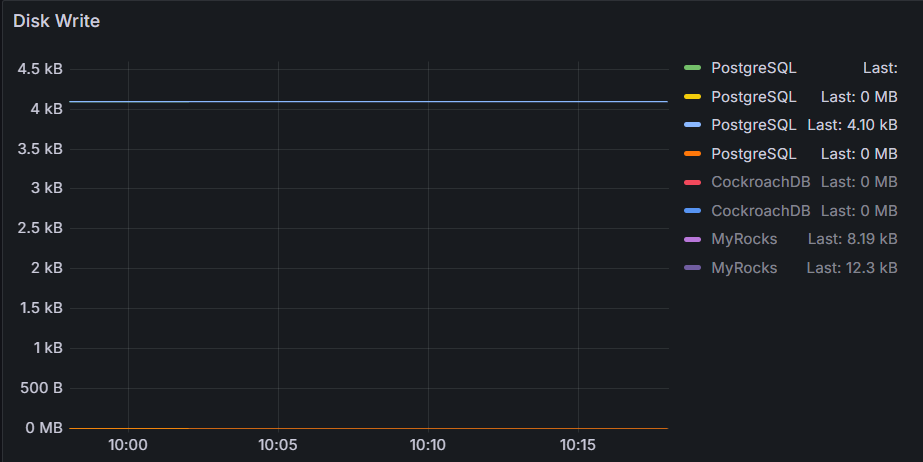 Disk Write
4.5 kB
4 kB
3.5 kB
3 kB
2.5 kB
2 kB
1.5 kB
1 kB
500 B
0 MB
10:00 10:05 10:10 10:15
PostgreSQL Last:
PostgreSQL Last: 0 MB
PostgreSQL Last: 4.10 kB
PostgreSQL Last: 0 MB
CockroachDB Last: 0 MB
CockroachDB Last: 0 MB
MyRocks Last: 8.19 kB
MyRocks Last: 12.3 kB